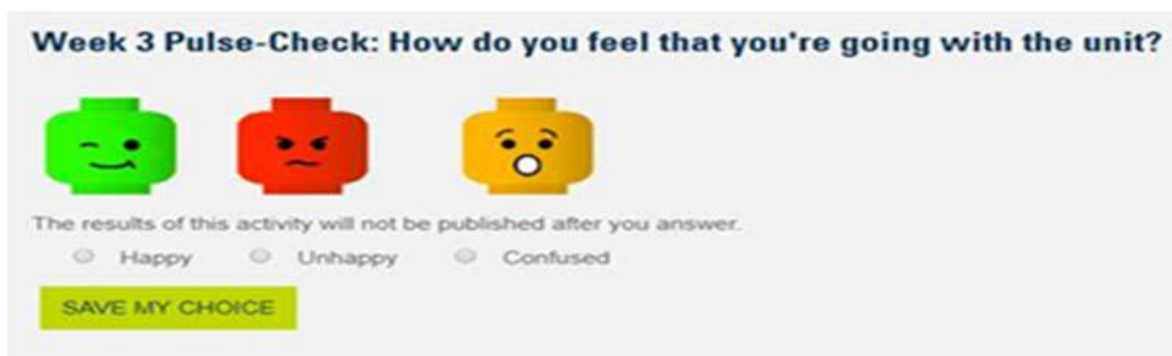 Week 3 Pulse-Check: How do you feel that you're going with the unit?
The results of this activity will not be published after you answer.
Happy Unhappy Confused
SAVE MY CHOICE